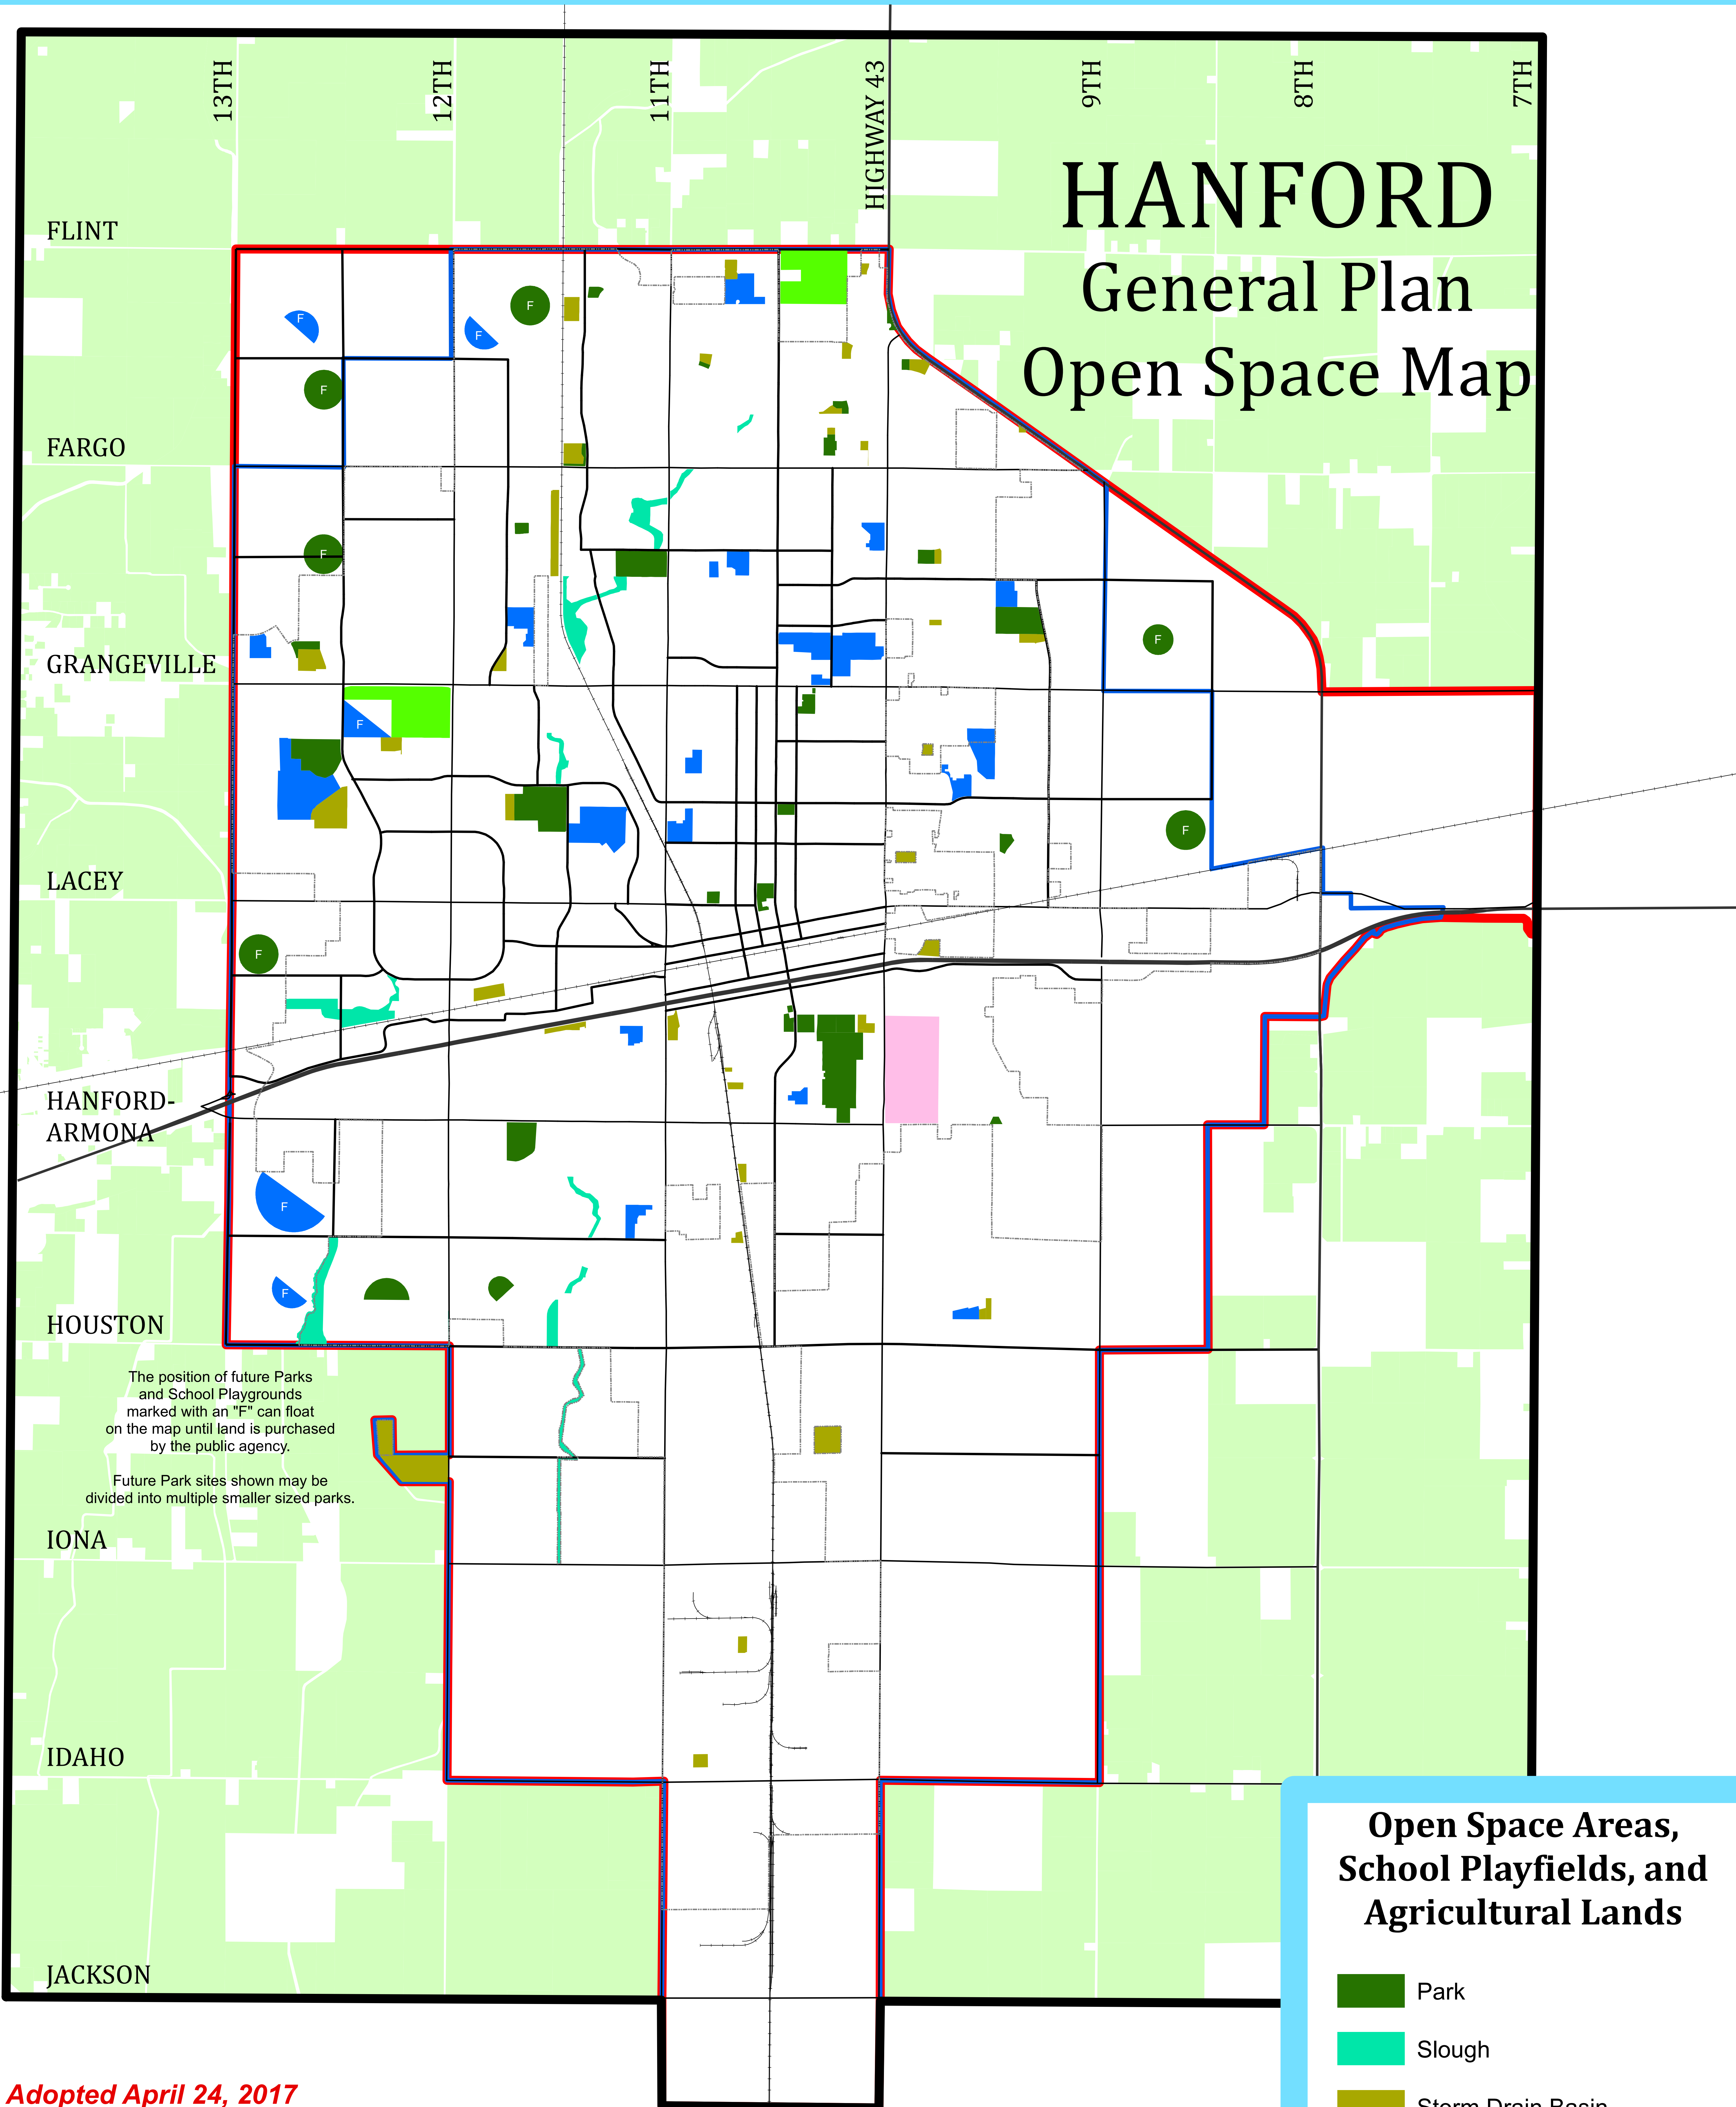 13TH
12TH
11TH
HIGHWAY 43
9TH
8TH
7TH
HANFORD
General Plan
Open Space Map
FLINT
F
F
F
F
FARGO
F
F
GRANGEVILLE
F
F
LACEY
F
HANFORD-
ARMONA
F
F
HOUSTON
The position of future Parks
and School Playgrounds
marked with an "F" can float
on the map until land is purchased
by the public agency.
Future Park sites shown may be
divided into multiple smaller sized parks.
IONA
IDAHO
JACKSON
Open Space Areas,
School Playfields, and
Agricultural Lands
Park
Slough
Storm Drain Basin
Adopted April 24, 2017